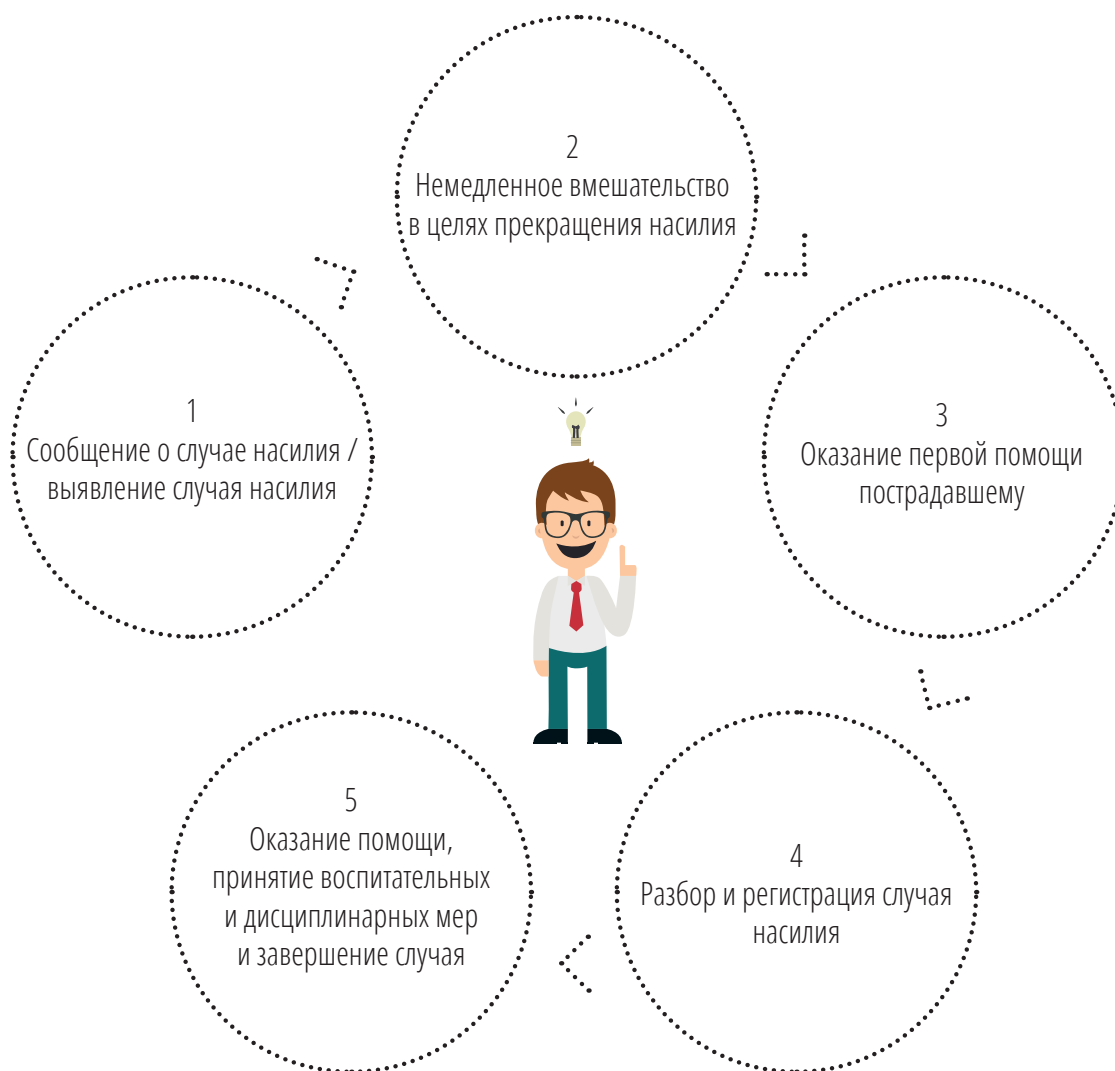 1
Сообщение о случае насилия /
выявление случая насилия
2
Немедленное вмешательство
в целях прекращения насилия
3
Оказание первой помощи
пострадавшему
4
Разбор и регистрация случая
насилия
5
Оказание помощи,
принятие воспитательных
и дисциплинарных мер
и завершение случая